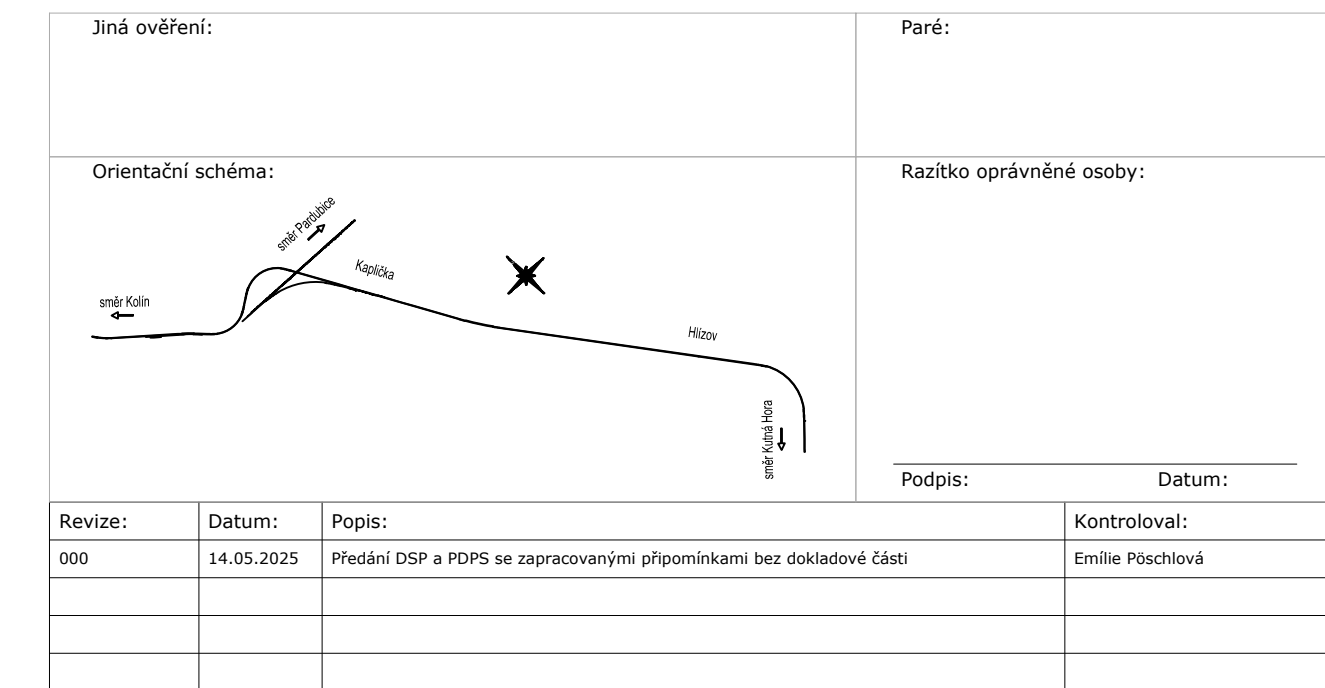 Jiná ověření:
Paré:
Orientační schéma:
Razítko oprávněné osoby:
směr Pardubice
Kaplička
směr Kolín
Hlízov
směr Kutná Hora
Podpis:
Datum:
Revize:
Datum:
Popis:
Kontroloval:
000
14.05.2025
Předání DSP a PDPS se zapracovanými připomínkami bez dokladové části
Emílie Pöschlová